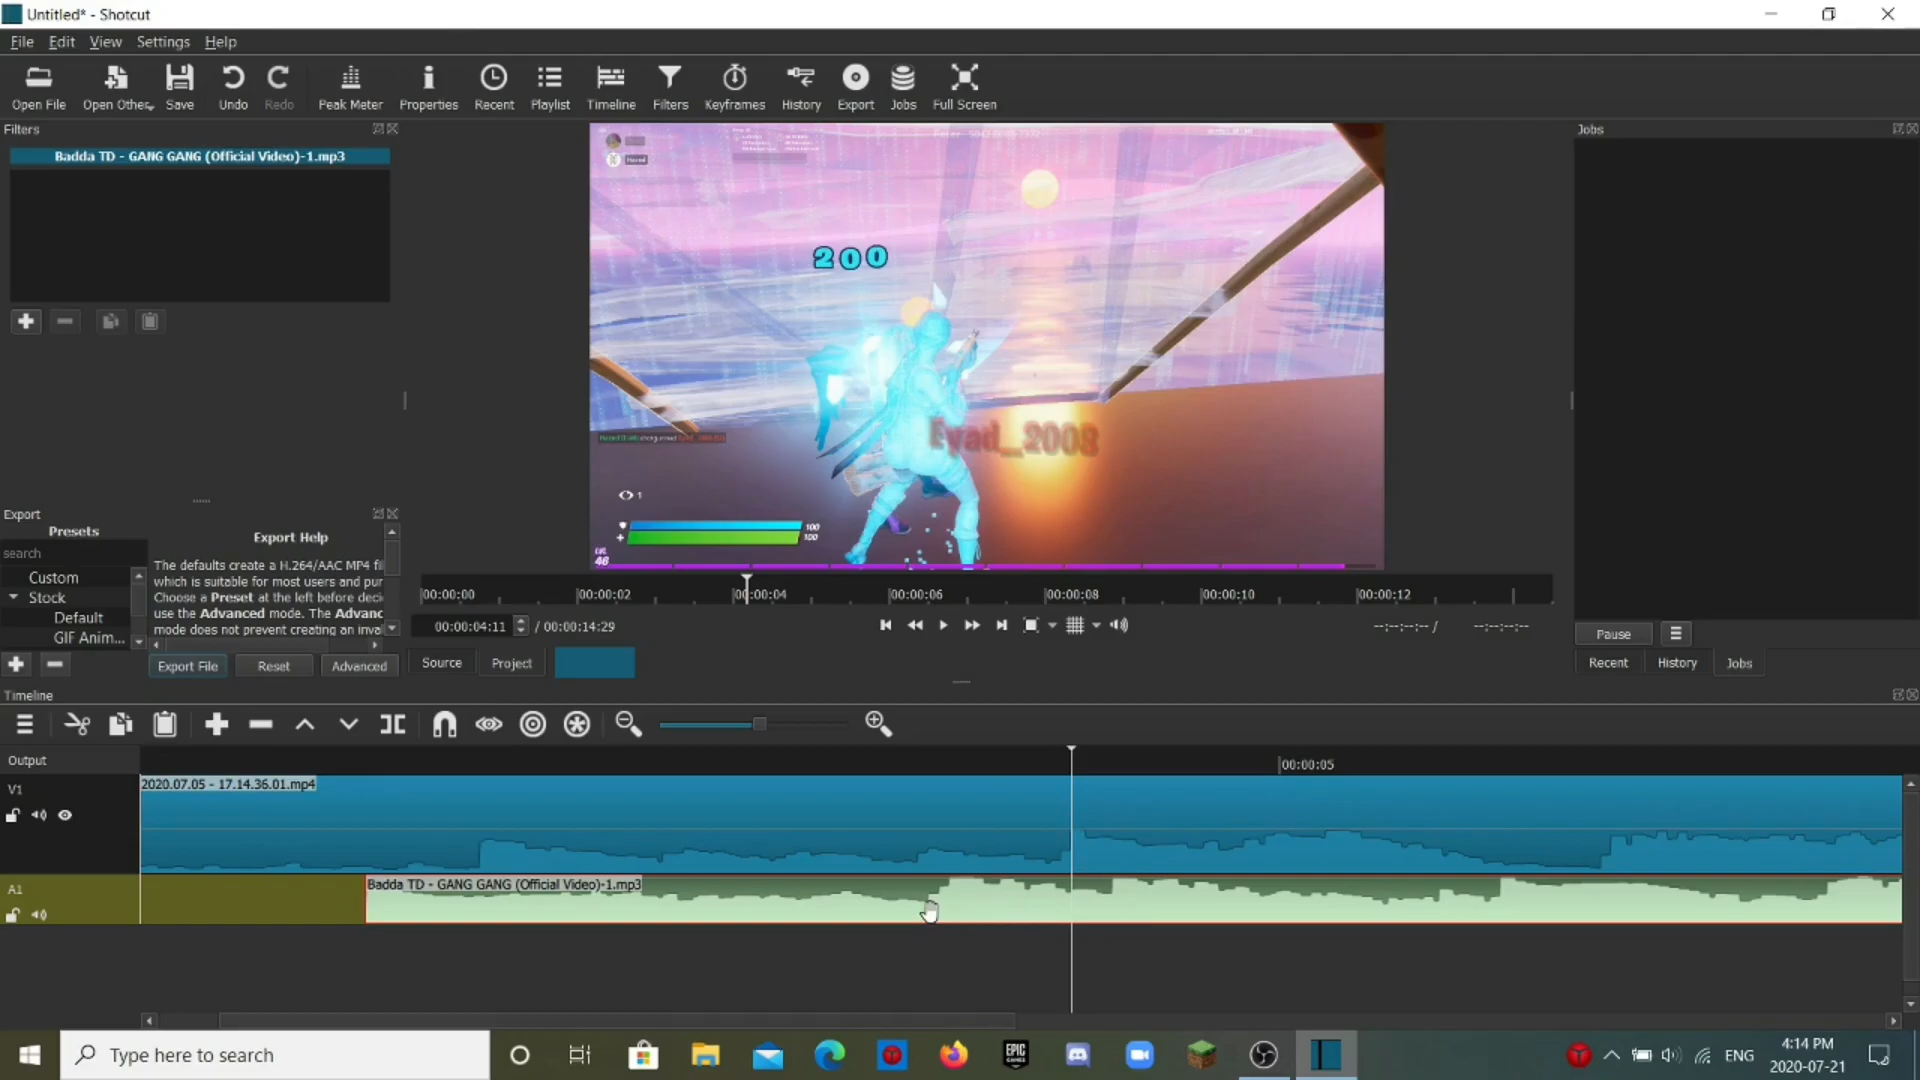 Untitled* - Shotcut
File Edit View Settings Help
Open File Open Other Save Undo Redo Peak Meter Properties Recent Playlist Timeline Filters Keyframes History Export Jobs Full Screen
Filters
Jobs
Badda TD - GANG GANG (Official Video)-1.mp3
200
Eyad_2008
1
100
100
LVL
46
Export
Presets
search
Custom
Stock
Default
GIF Anim...
Export Help
The defaults create a H.264/AAC MP4 fi
which is suitable for most users and pur
Choose a Preset at the left before deci
use the Advanced mode. The Advanc
mode does not prevent creating an inva
Export File Reset Advanced
00:00:00 00:00:02 00:00:04 00:00:06 00:00:08 00:00:10 00:00:12
00:00:04:11 / 00:00:14:29
--:--:--:-- / --:--:--:--
Source Project
Pause
Recent History Jobs
Timeline
Output
00:00:05
V1
2020.07.05 - 17.14.36.01.mp4
A1
Badda TD - GANG GANG (Official Video)-1.mp3
Type here to search
EPIC
GAMES
ENG
4:14 PM
2020-07-21